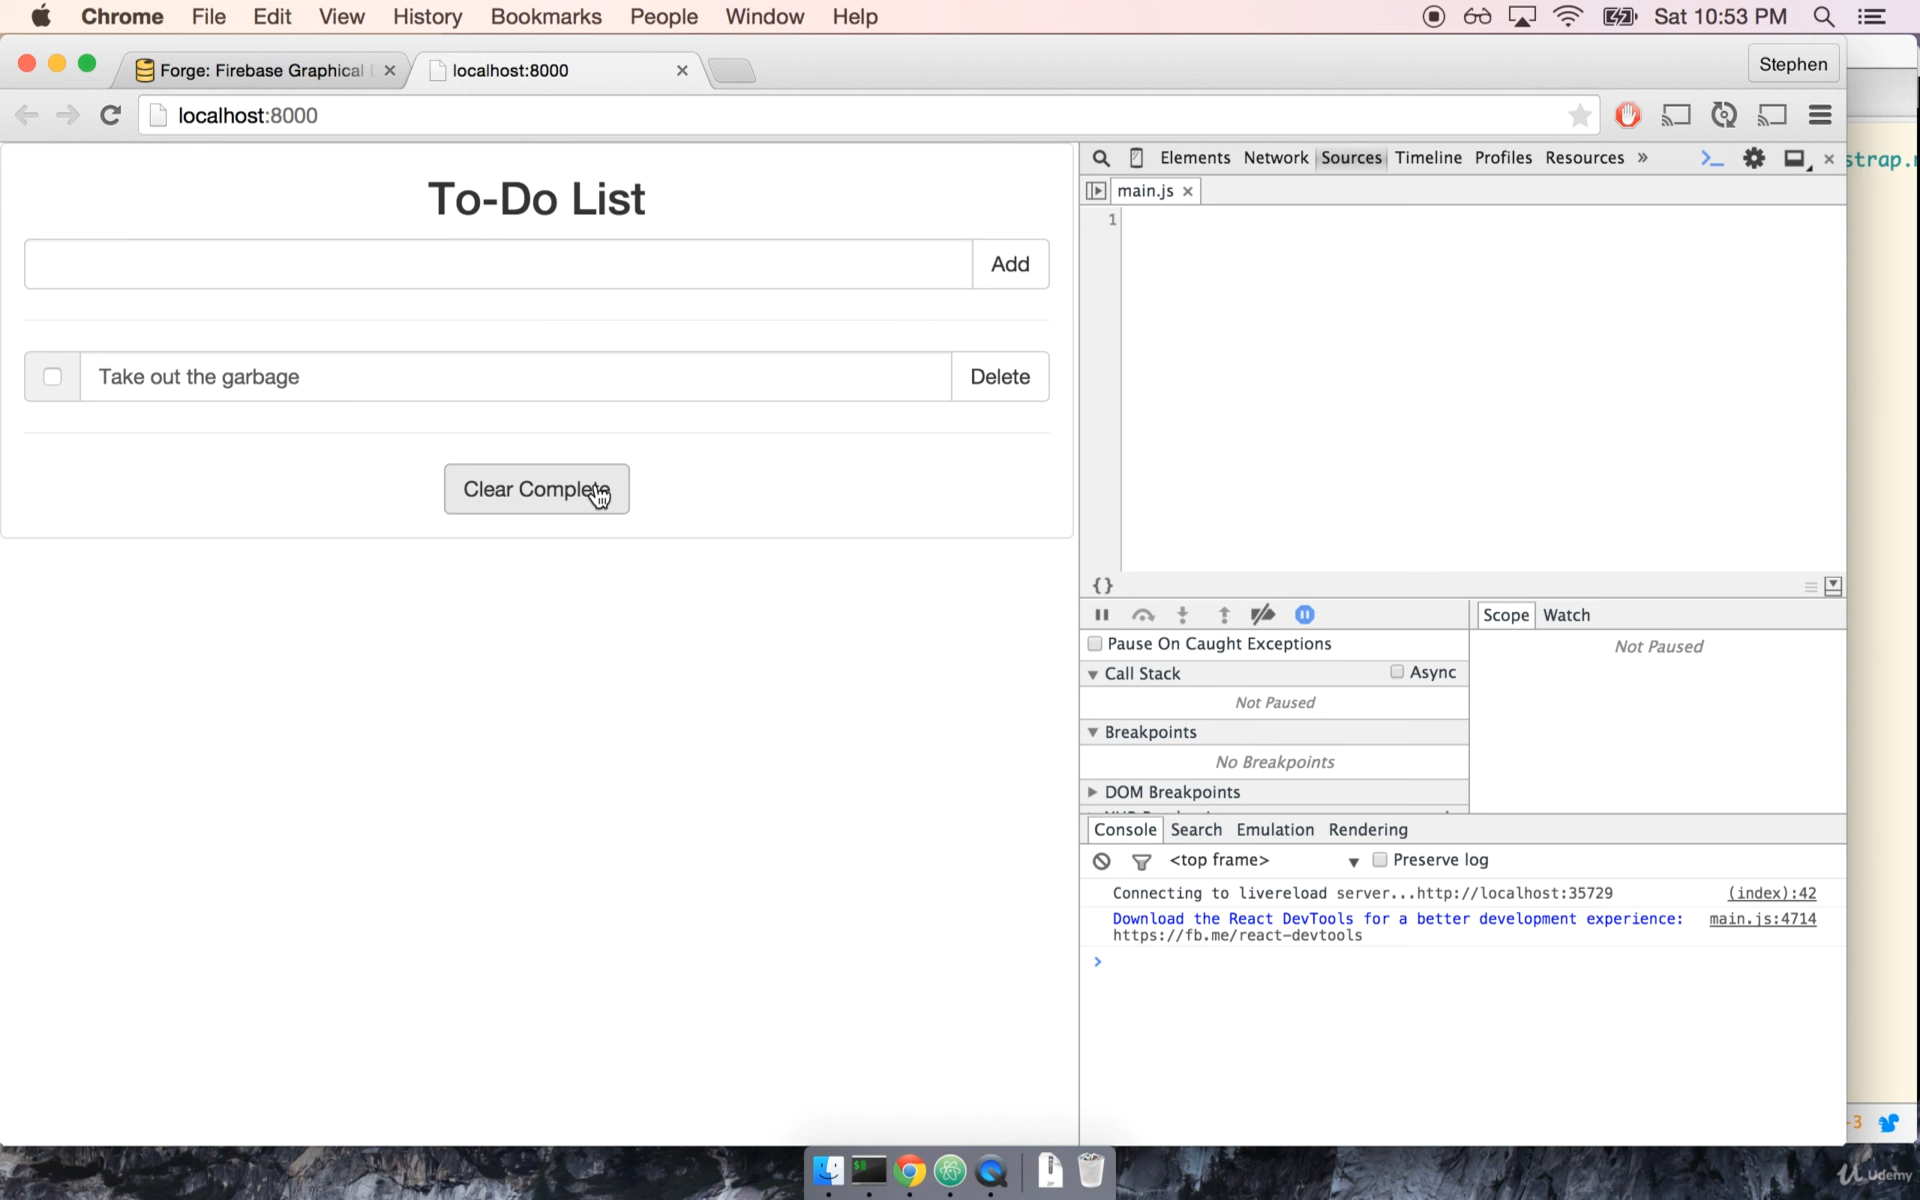 Chrome File Edit View History Bookmarks People Window Help Sat 10:53 PM
Forge: Firebase Graphical localhost:8000 Stephen
localhost:8000
To-Do List
Add
Take out the garbage Delete
Clear Complete
Elements Network Sources Timeline Profiles Resources »
main.js
1
{}
Scope Watch
Pause On Caught Exceptions
Not Paused
Call Stack Async
Not Paused
Breakpoints
No Breakpoints
DOM Breakpoints
Console Search Emulation Rendering
<top frame> Preserve log
Connecting to livereload server...http://localhost:35729 (index):42
Download the React DevTools for a better development experience: main.js:4714
https://fb.me/react-devtools
>
strap.
-3
Udemy